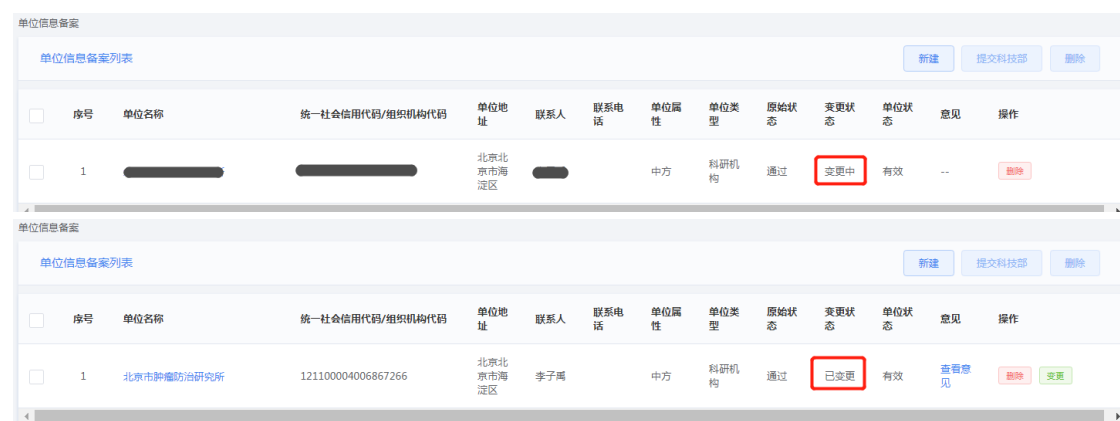 单位信息备案
单位信息备案列表 新建 提交科技部 删除
序号 单位名称 统一社会信用代码/组织机构代码 单位地址 联系人 联系电话 单位属性 单位类型 原始状态 变更状态 单位状态 意见 操作
1 北京北京市海淀区 中方 科研机构 通过 变更中 有效 -- 删除
单位信息备案
单位信息备案列表 新建 提交科技部 删除
序号 单位名称 统一社会信用代码/组织机构代码 单位地址 联系人 联系电话 单位属性 单位类型 原始状态 变更状态 单位状态 意见 操作
1 北京市肿瘤防治研究所 121100004006867266 北京北京市海淀区 李子禹 中方 科研机构 通过 已变更 有效 查看意见 删除 变更